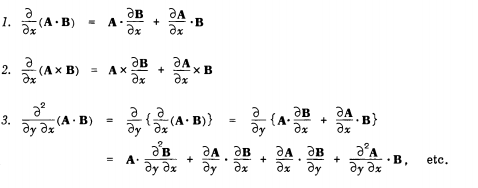 1. ∂/∂x (A · B) = A · ∂B/∂x + ∂A/∂x · B
2. ∂/∂x (A × B) = A × ∂B/∂x + ∂A/∂x × B
3. ∂²/∂y ∂x (A · B) = ∂/∂y {∂/∂x (A · B)} = ∂/∂y {A · ∂B/∂x + ∂A/∂x · B}
= A · ∂²B/∂y ∂x + ∂A/∂y · ∂B/∂x + ∂A/∂x · ∂B/∂y + ∂²A/∂y ∂x · B, etc.